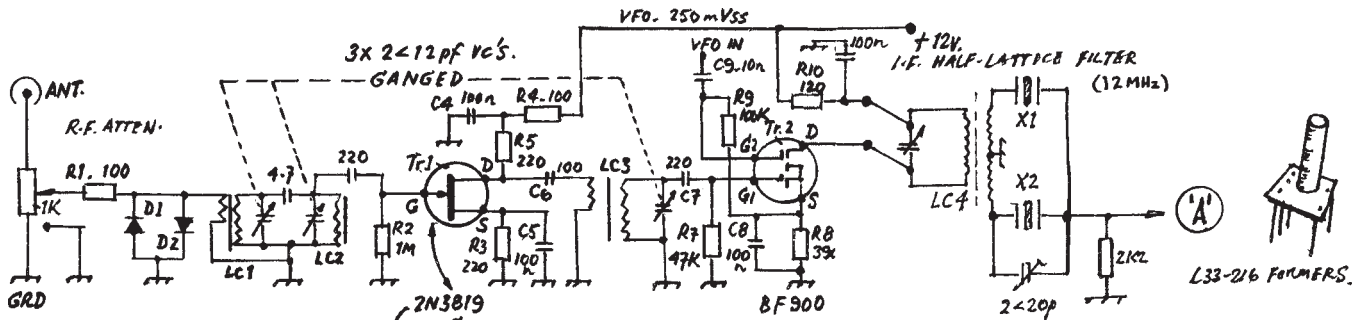 VFO. 250mVSS
3x 2<12pf VC'S.
GANGED
ANT.
R.F. ATTEN.
R1. 100
1K
GRD
D1
D2
4.7
LC1
LC2
220
R2
1M
C4
100n
R4-100
R5
220
Tr.1
D
G
S
C6
100
R3
220
C5
100n
2N3819
LC3
220
C7
R7
47K
VFO IN
C9-10n
R9
100K
Tr.2
D
G2
G1
S
C8
100n
R8
39Ω
BF900
R10
120
100n
+12V.
I.F. HALF-LATTICE FILTER
(12MHz)
LC4
X1
X2
2<20p
2K2
'A'
L33-216 FORMERS.